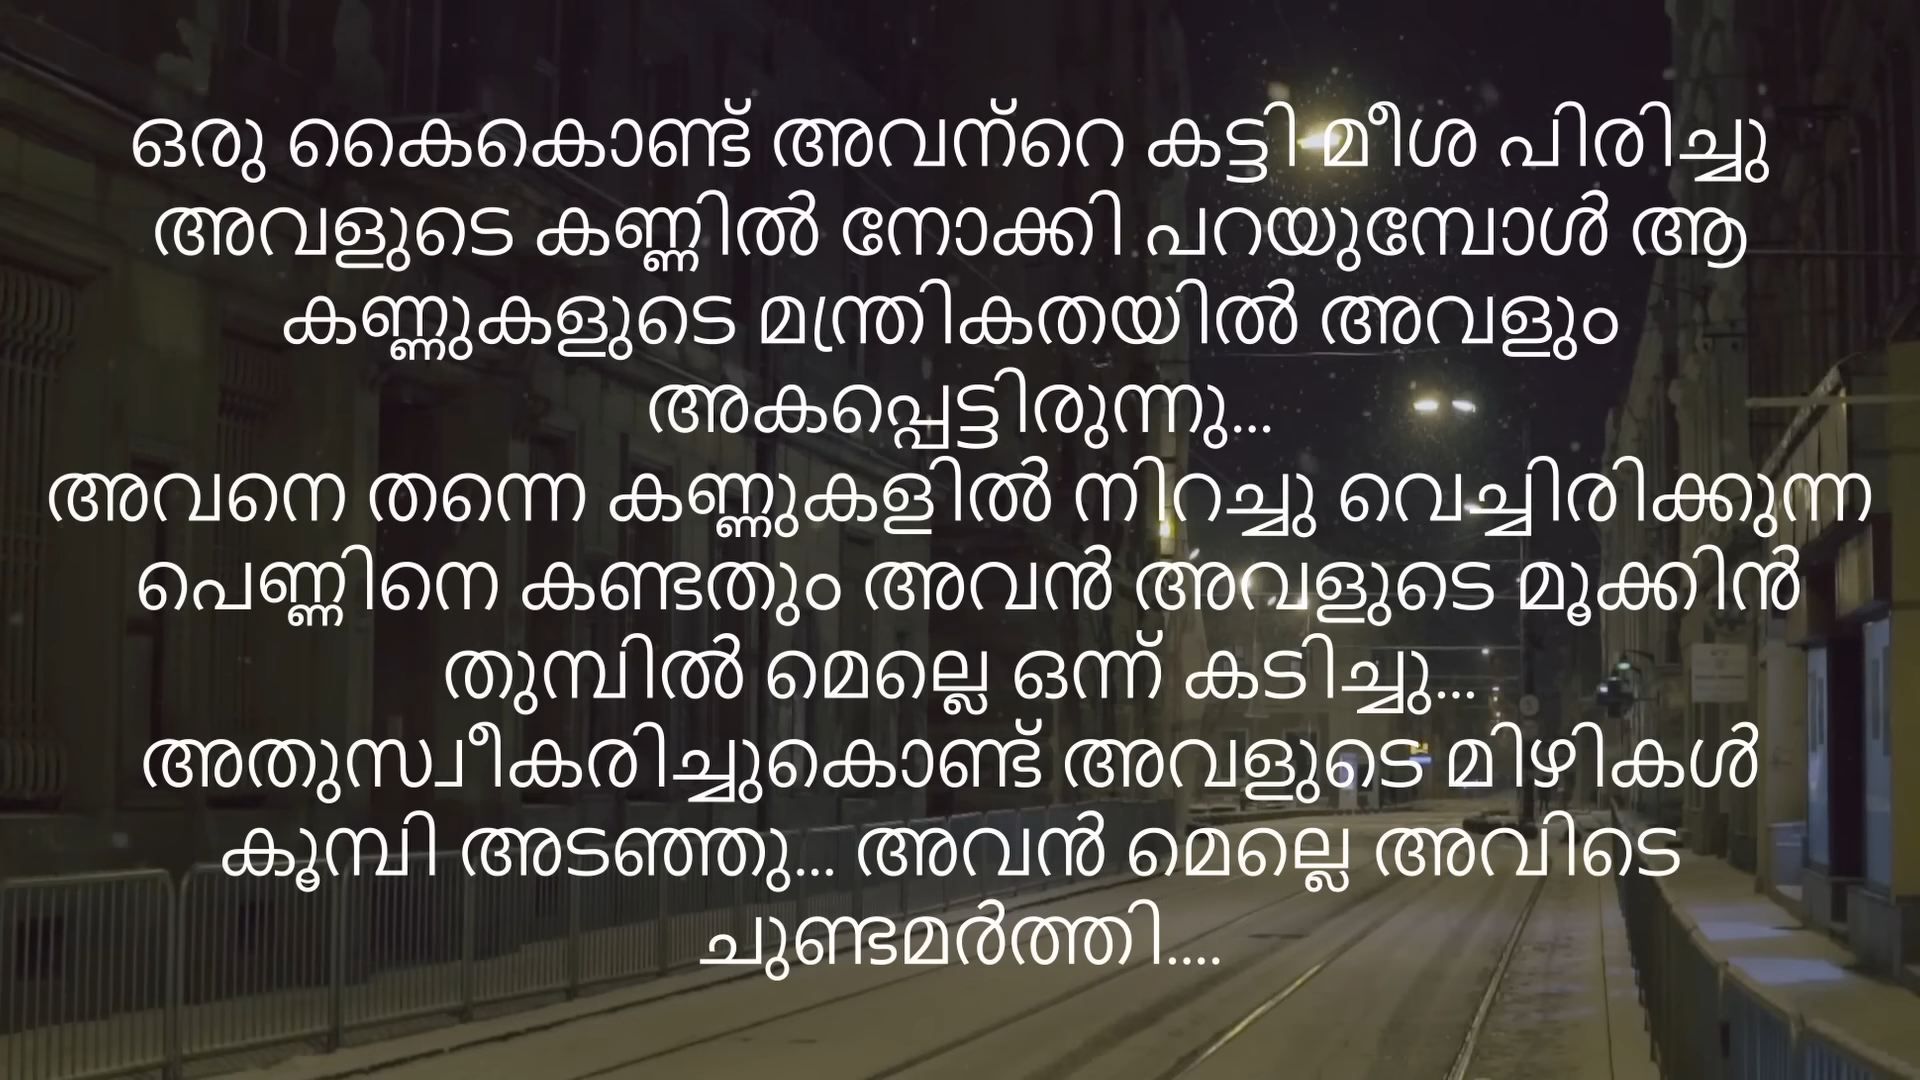 ഒരു കൈകൊണ്ട് അവന്റെ കട്ടി മീശ പിരിച്ചു
അവളുടെ കണ്ണിൽ നോക്കി പറയുമ്പോൾ ആ
കണ്ണുകളുടെ മന്ത്രികതയിൽ അവളും
അകപ്പെട്ടിരുന്നു...
അവനെ തന്നെ കണ്ണുകളിൽ നിറച്ചു വെച്ചിരിക്കുന്ന
പെണ്ണിനെ കണ്ടതും അവൻ അവളുടെ മൂക്കിൻ
തുമ്പിൽ മെല്ലെ ഒന്ന് കടിച്ചു...
അതുസ്വീകരിച്ചുകൊണ്ട് അവളുടെ മിഴികൾ
കൂമ്പി അടഞ്ഞു... അവൻ മെല്ലെ അവിടെ
ചുണ്ടമർത്തി....